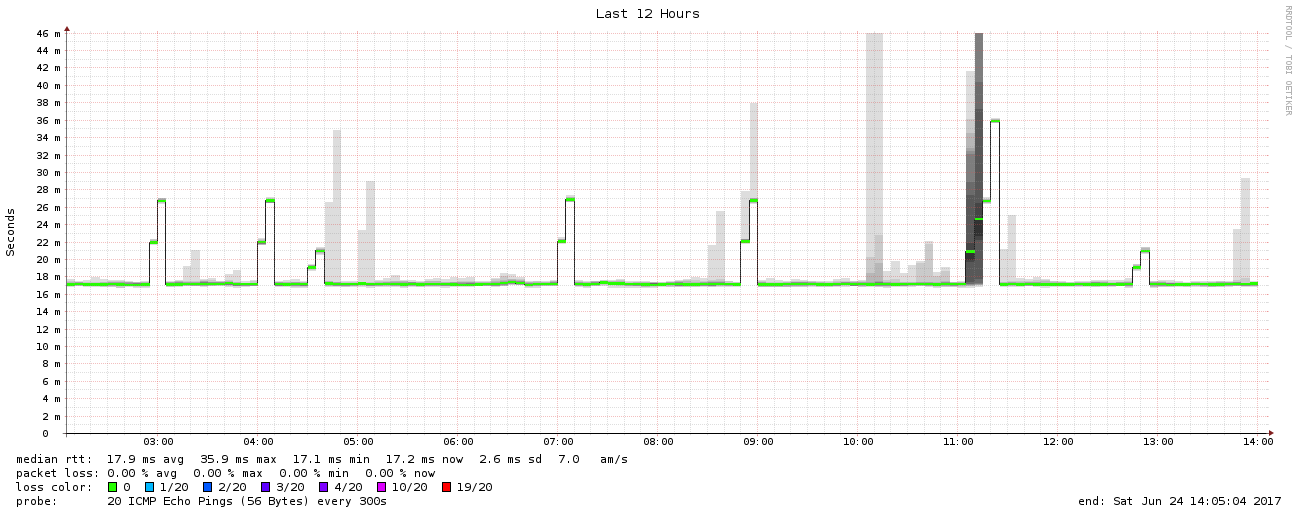 Last 12 Hours
RRDTOOL / TOBI OETIKER
Seconds
46 m
44 m
42 m
40 m
38 m
36 m
34 m
32 m
30 m
28 m
26 m
24 m
22 m
20 m
18 m
16 m
14 m
12 m
10 m
8 m
6 m
4 m
2 m
0
03:00 04:00 05:00 06:00 07:00 08:00 09:00 10:00 11:00 12:00 13:00 14:00
median rtt: 17.9 ms avg 35.9 ms max 17.1 ms min 17.2 ms now 2.6 ms sd 7.0 am/s
packet loss: 0.00 % avg 0.00 % max 0.00 % min 0.00 % now
loss color: 0 1/20 2/20 3/20 4/20 10/20 19/20
probe: 20 ICMP Echo Pings (56 Bytes) every 300s end: Sat Jun 24 14:05:04 2017